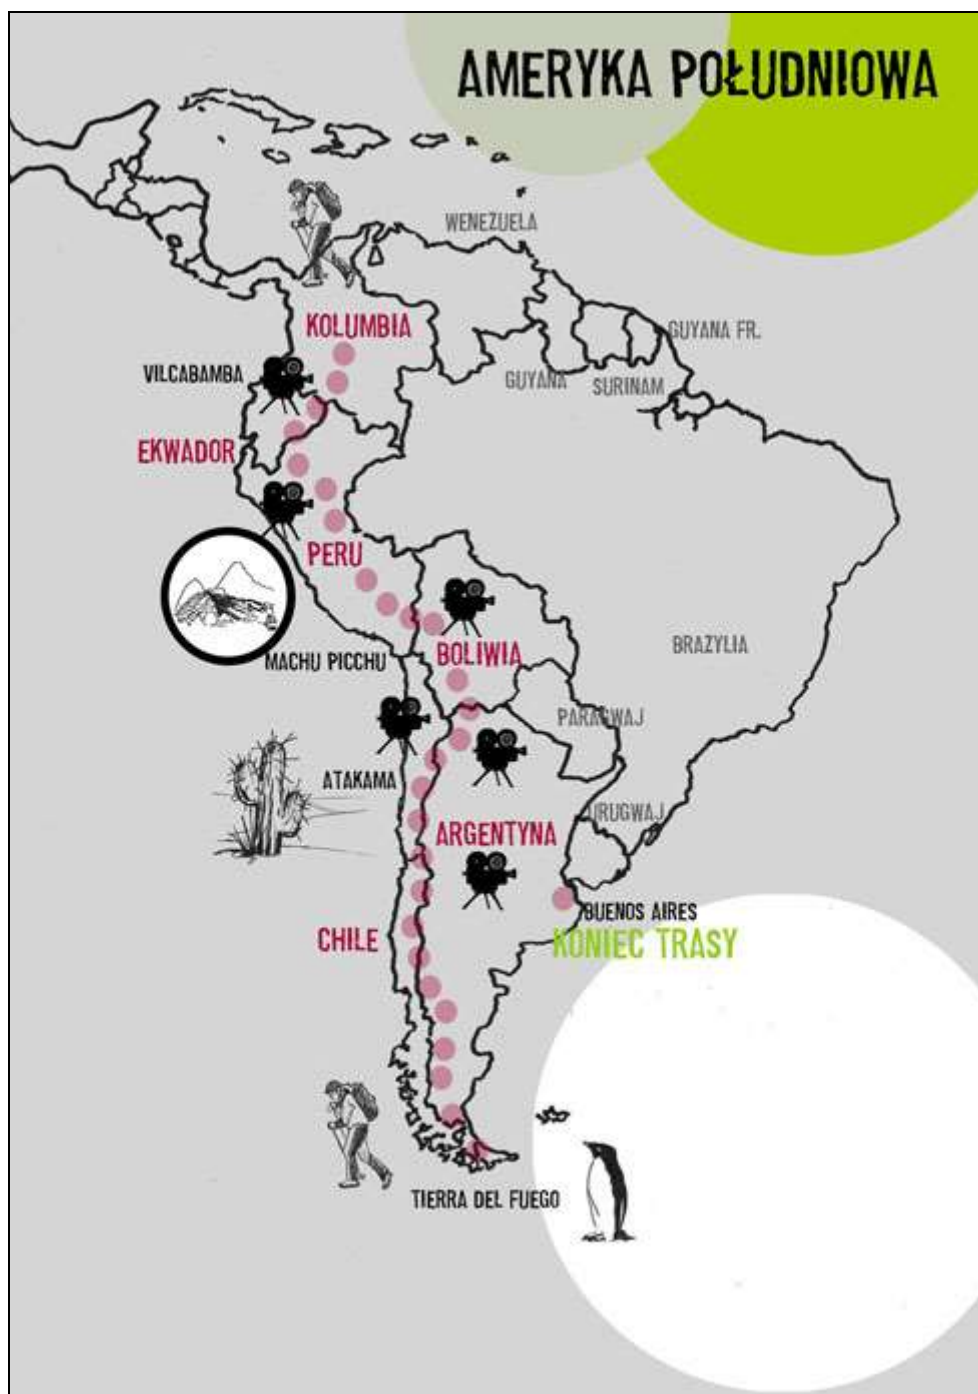 AMERYKA POŁUDNIOWA
WENEZUELA
KOLUMBIA
GUYANA FR.
VILCABAMBA
GUYANA
SURINAM
EKWADOR
PERU
BRAZYLIA
BOLIWIA
MACHU PICCHU
PARAGWAJ
ATAKAMA
URUGWAJ
ARGENTYNA
BUENOS AIRES
CHILE
KONIEC TRASY
TIERRA DEL FUEGO